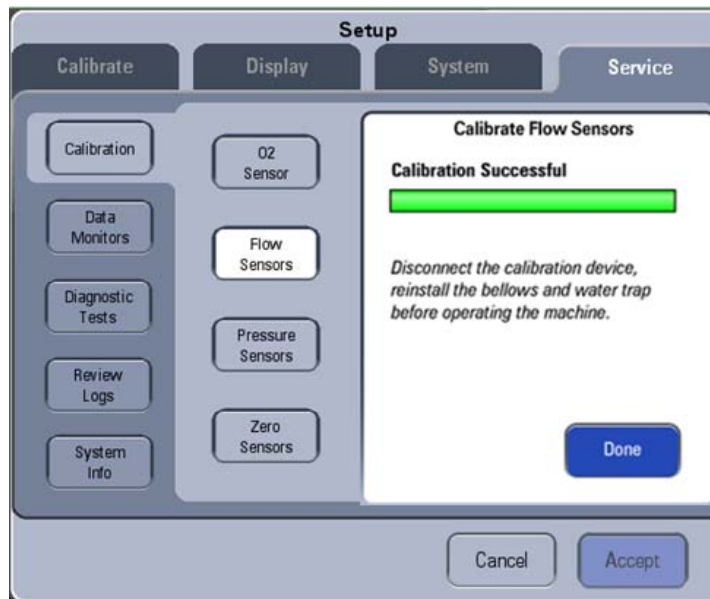 Setup
Calibrate
Display
System
Service
Calibration
Data
Monitors
Diagnostic
Tests
Review
Logs
System
Info
O2
Sensor
Flow
Sensors
Pressure
Sensors
Zero
Sensors
Calibrate Flow Sensors
Calibration Successful
Disconnect the calibration device,
reinstall the bellows and water trap
before operating the machine.
Done
Cancel
Accept